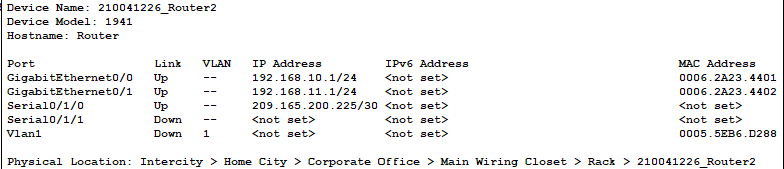 Device Name: 210041226_Router2
Device Model: 1941
Hostname: Router
Port Link VLAN IP Address IPv6 Address MAC Address
GigabitEthernet0/0 Up -- 192.168.10.1/24 <not set> 0006.2A23.4401
GigabitEthernet0/1 Up -- 192.168.11.1/24 <not set> 0006.2A23.4402
Serial0/1/0 Up -- 209.165.200.225/30 <not set> <not set>
Serial0/1/1 Down -- <not set> <not set> <not set>
Vlan1 Down 1 <not set> <not set> 0005.5EB6.D288
Physical Location: Intercity > Home City > Corporate Office > Main Wiring Closet > Rack > 210041226_Router2